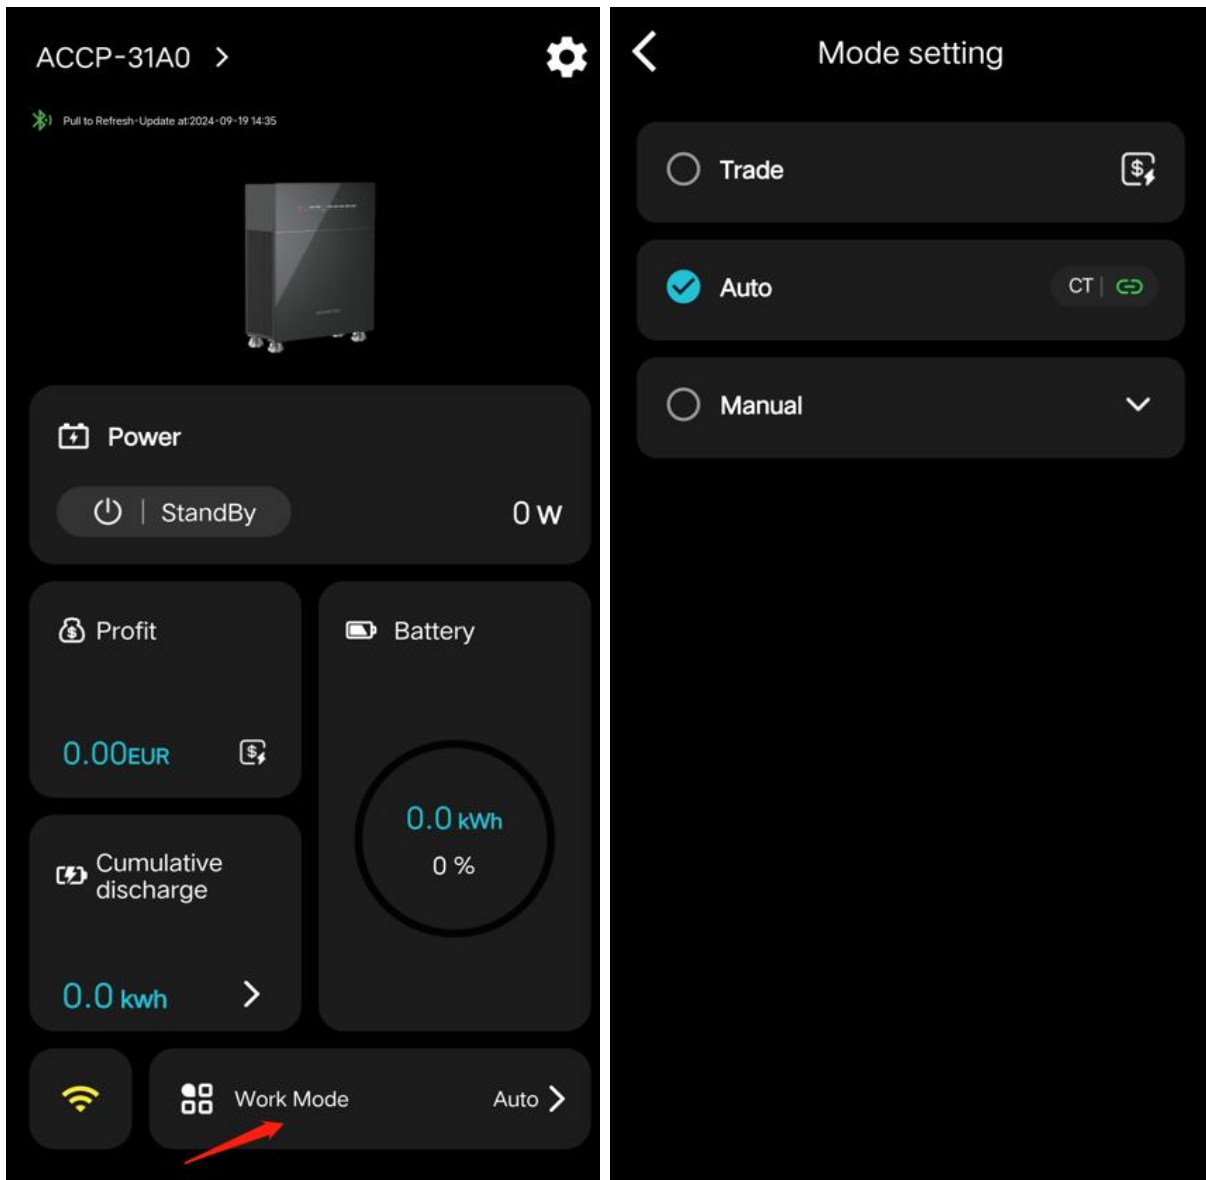 ACCP-31A0
Pull to Refresh-Update at:2024-09-19 14:35
Power
StandBy
0 W
Profit
0.00EUR
Battery
0.0 kWh
0 %
Cumulative
discharge
0.0 kwh
Work Mode
Auto
Mode setting
Trade
Auto
CT
Manual